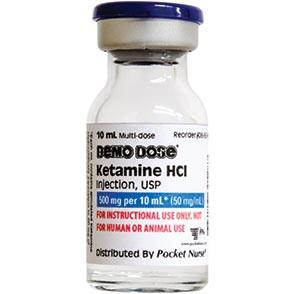 10 mL Multi-dose
DEMO DOSE®
Ketamine HCl
Injection, USP
500 mg per 10 mL* (50 mg/mL)
FOR INSTRUCTIONAL USE ONLY. NOT
FOR HUMAN OR ANIMAL USE
Distributed By Pocket Nurse®